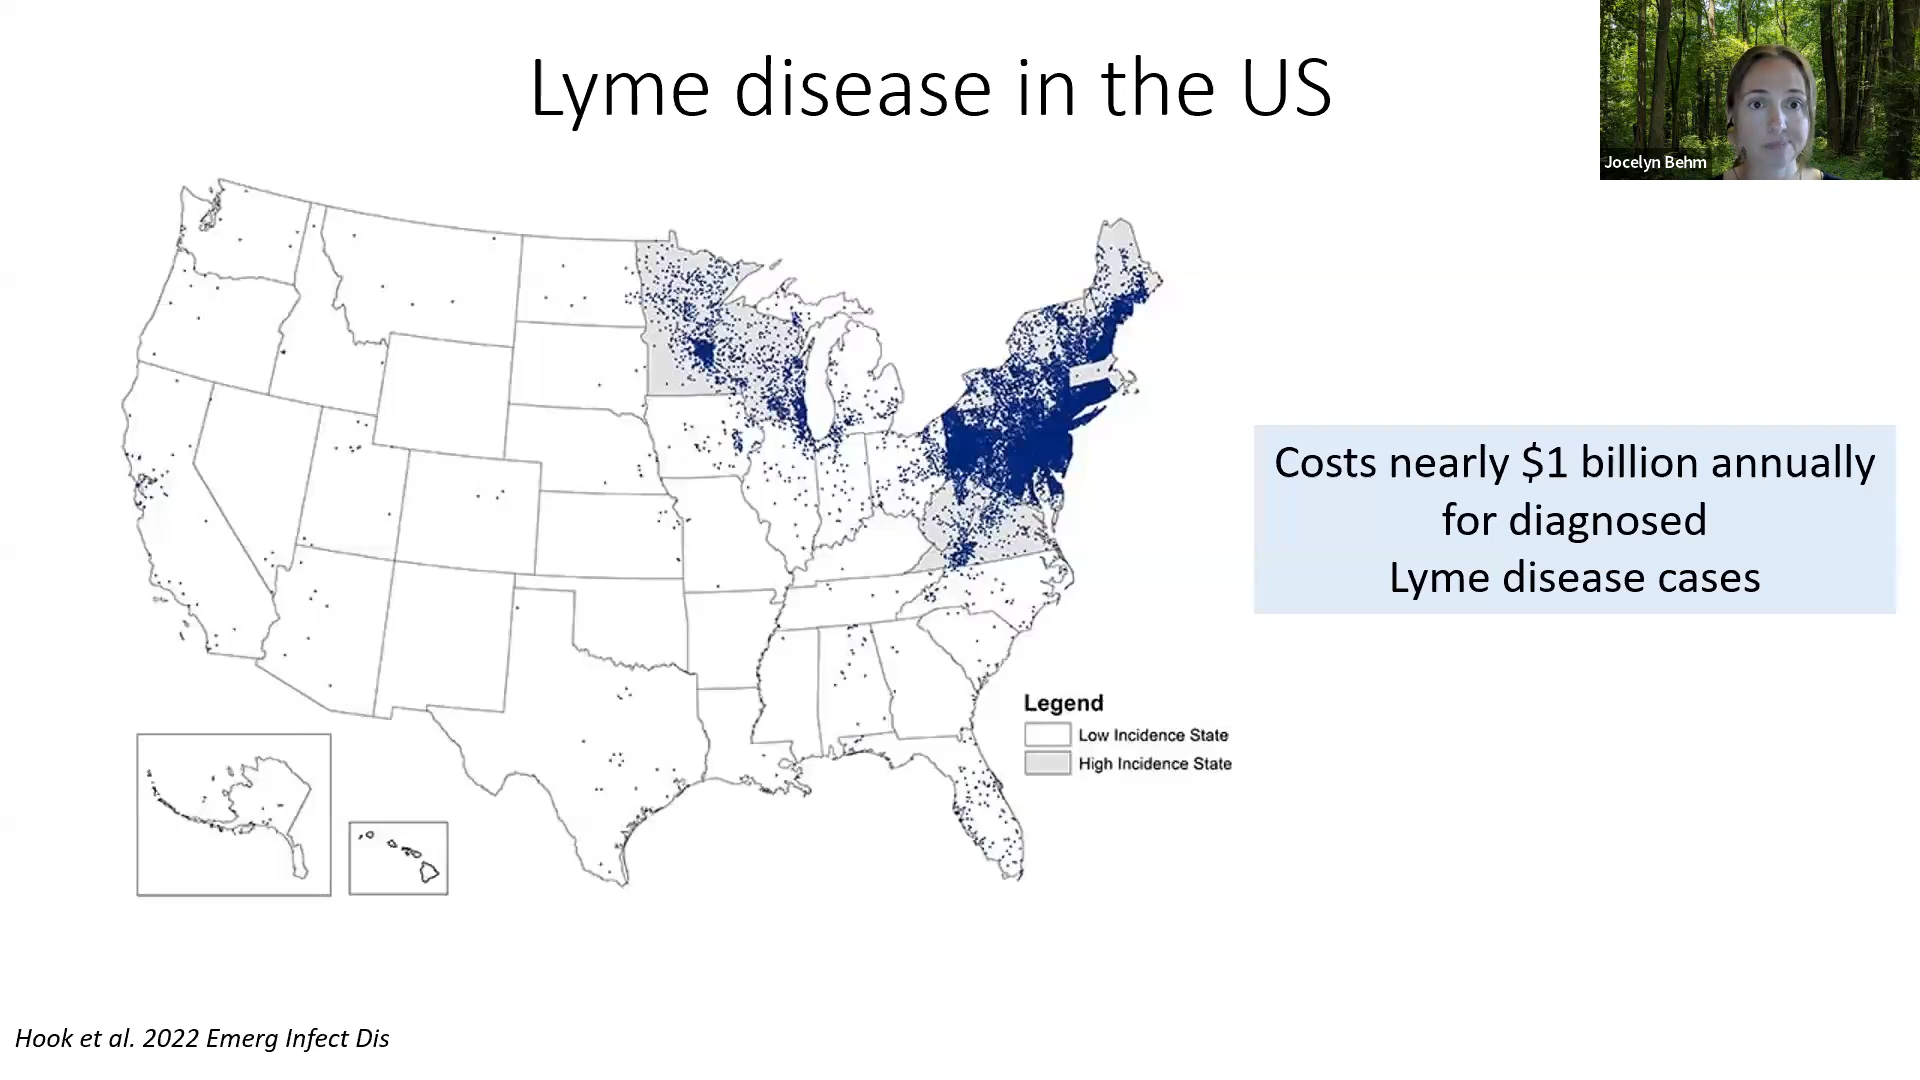 Lyme disease in the US
Jocelyn Behm
Costs nearly $1 billion annually
for diagnosed
Lyme disease cases
Legend
Low Incidence State
High Incidence State
Hook et al. 2022 Emerg Infect Dis